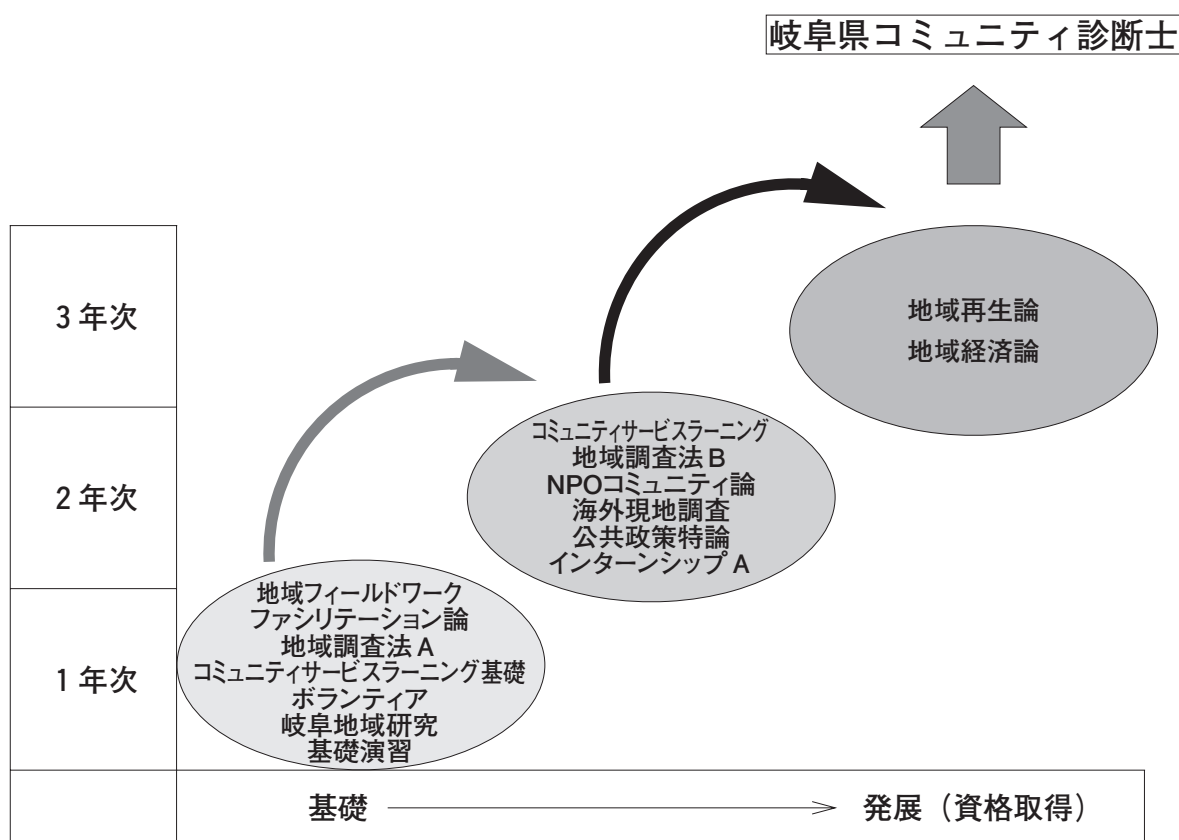 岐阜県コミュニティ診断士
3年次
地域再生論
地域経済論
2年次
コミュニティサービスラーニング
地域調査法B
NPOコミュニティ論
海外現地調査
公共政策特論
インターンシップA
1年次
地域フィールドワーク
ファシリテーション論
地域調査法A
コミュニティサービスラーニング基礎
ボランティア
岐阜地域研究
基礎演習
基礎
発展（資格取得）